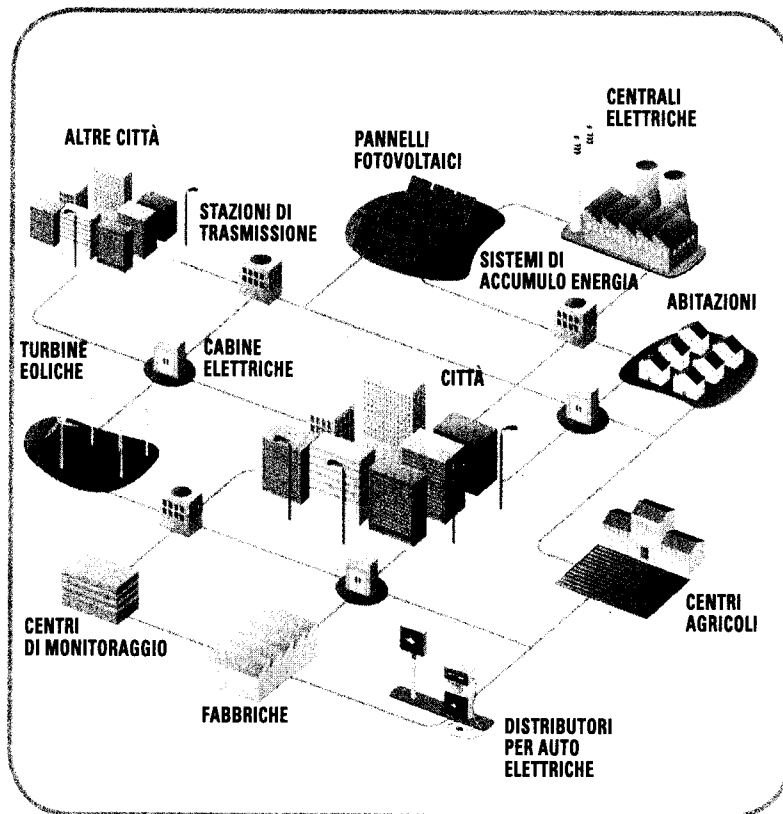 CENTRALI
ELETTRICHE
ALTRE CITTÀ
PANNELLI
FOTOVOLTAICI
STAZIONI DI
TRASMISSIONE
SISTEMI DI
ACCUMULO ENERGIA
ABITAZIONI
TURBINE
EOLICHE
CABINE
ELETTRICHE
CITTÀ
CENTRI
DI MONITORAGGIO
CENTRI
AGRICOLI
FABBRICHE
DISTRIBUTORI
PER AUTO
ELETTRICHE